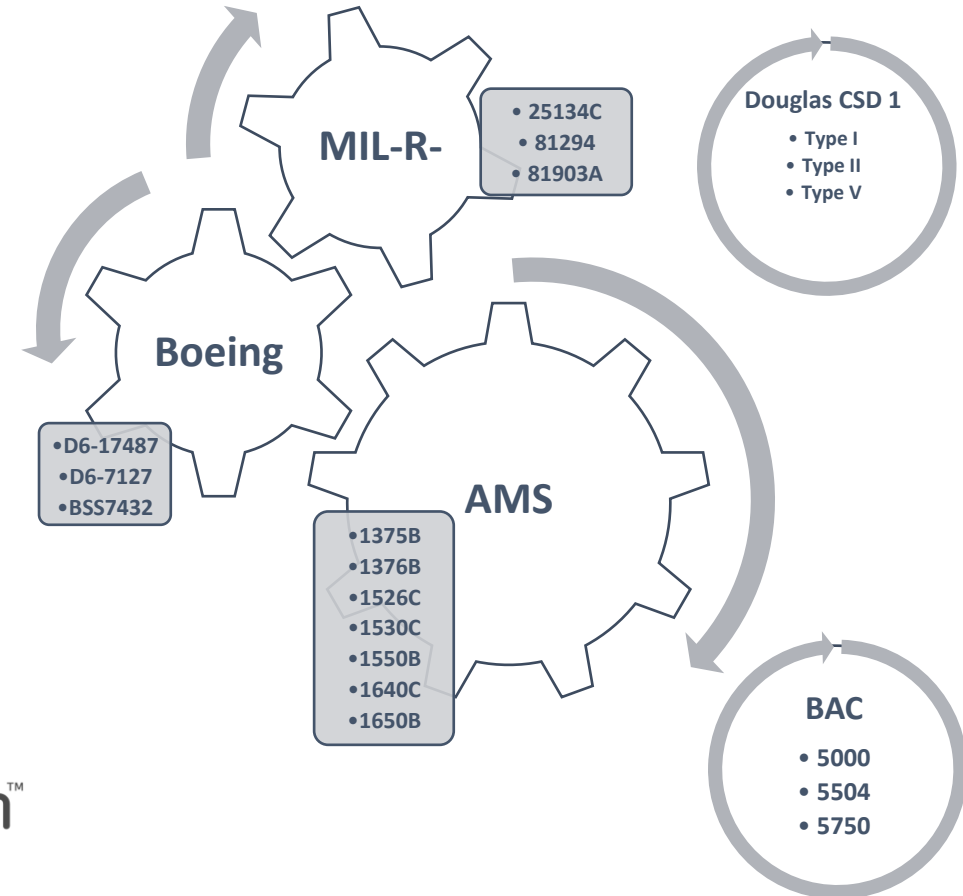 MIL-R-
• 25134C
• 81294
• 81903A
Douglas CSD 1
• Type I
• Type II
• Type V
Boeing
•D6-17487
•D6-7127
•BSS7432
AMS
•1375B
•1376B
•1526C
•1530C
•1550B
•1640C
•1650B
BAC
• 5000
• 5504
• 5750
™